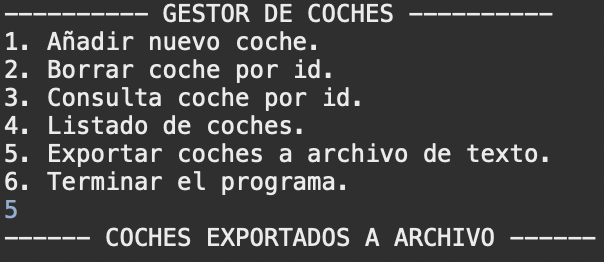 ---------- GESTOR DE COCHES ----------
1. Añadir nuevo coche.
2. Borrar coche por id.
3. Consulta coche por id.
4. Listado de coches.
5. Exportar coches a archivo de texto.
6. Terminar el programa.
5
------ COCHES EXPORTADOS A ARCHIVO ------